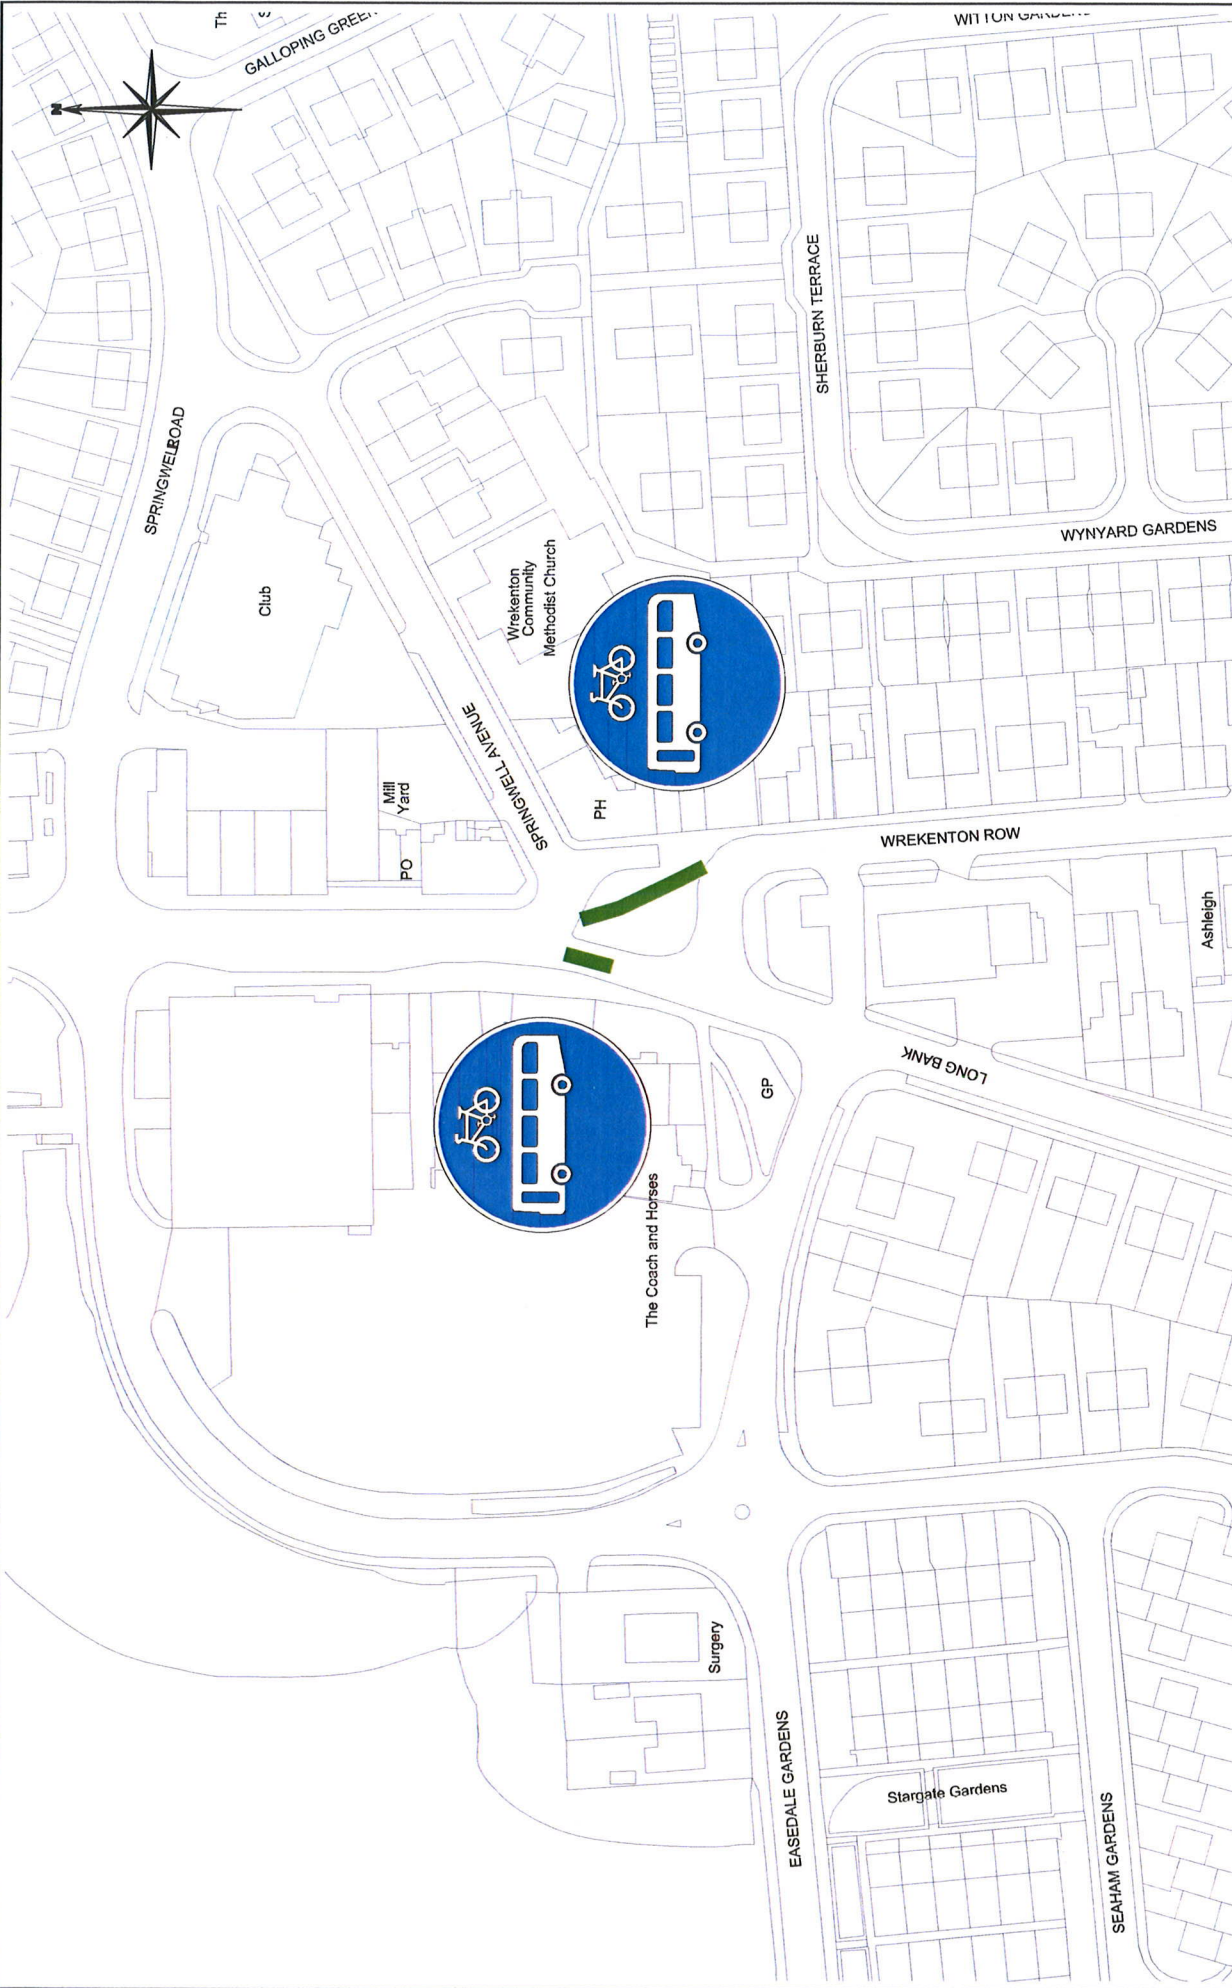 Th
GALLOPING GREEN
WITTON GARDENS
N
SPRINGWELL ROAD
SHERBURN TERRACE
WYNYARD GARDENS
Club
Wrekenton
Community
Methodist Church
SPRINGWELL AVENUE
Mill
Yard
PO
PH
WREKENTON ROW
Ashleigh
LONG BANK
GP
The Coach and Horses
Surgery
EASEDALE GARDENS
Stargate Gardens
SEAHAM GARDENS